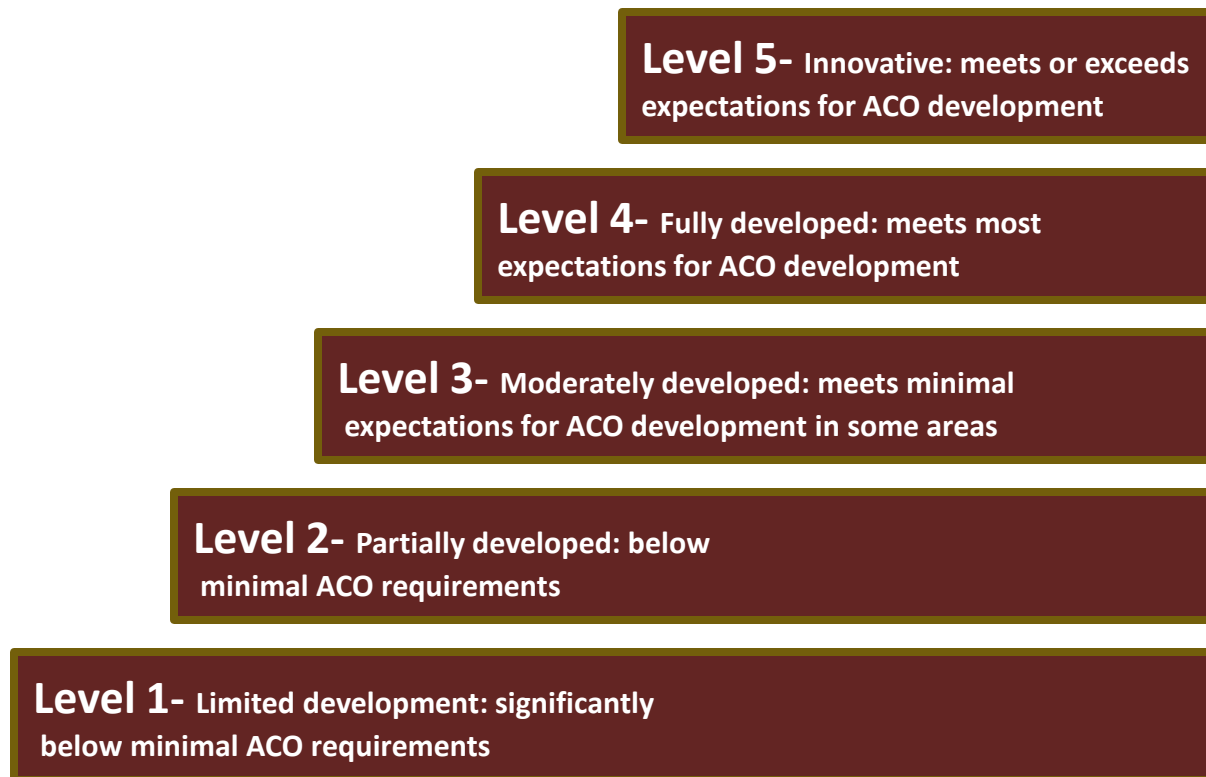 Level 5- Innovative: meets or exceeds
expectations for ACO development
Level 4- Fully developed: meets most
expectations for ACO development
Level 3- Moderately developed: meets minimal
expectations for ACO development in some areas
Level 2- Partially developed: below
minimal ACO requirements
Level 1- Limited development: significantly
below minimal ACO requirements